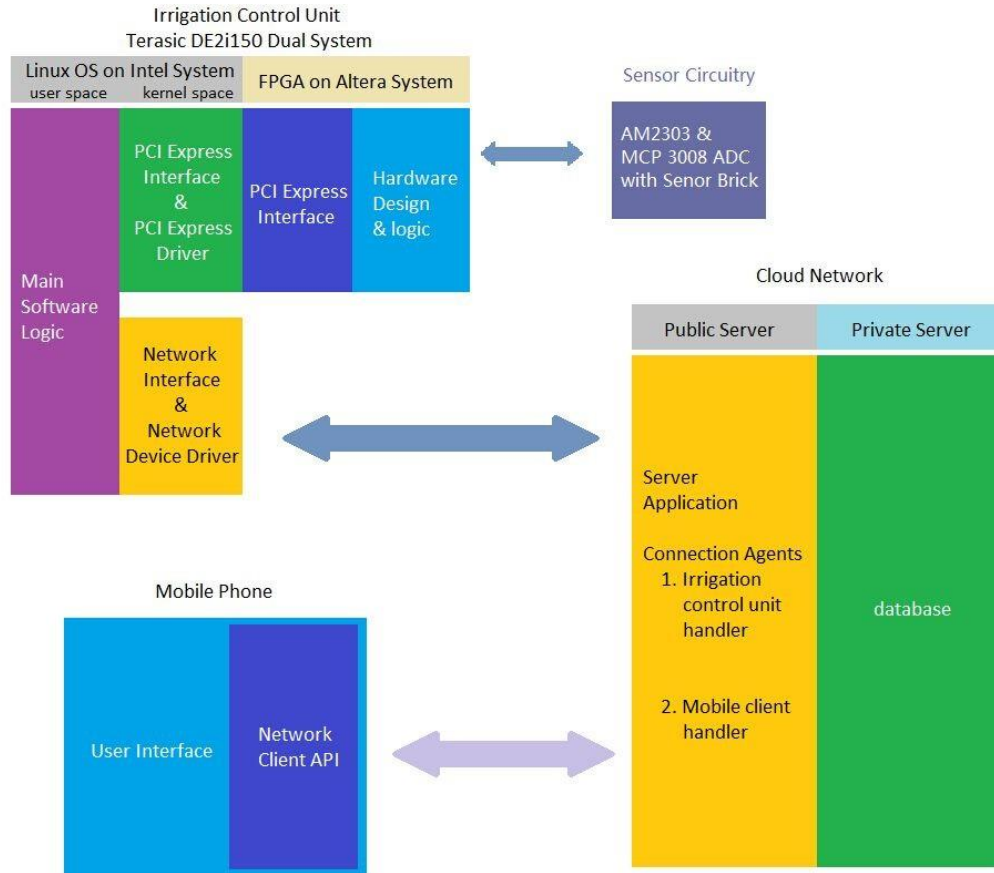 Irrigation Control Unit
Terasic DE2i150 Dual System
Linux OS on Intel System
user space kernel space
FPGA on Altera System
Main
Software
Logic
PCI Express
Interface
&
PCI Express
Driver
PCI Express
Interface
Hardware
Design
& logic
Network
Interface
&
Network
Device Driver
Sensor Circuitry
AM2303 &
MCP 3008 ADC
with Senor Brick
Cloud Network
Public Server
Private Server
Server
Application
Connection Agents
1. Irrigation
control unit
handler
2. Mobile client
handler
database
Mobile Phone
User Interface
Network
Client API